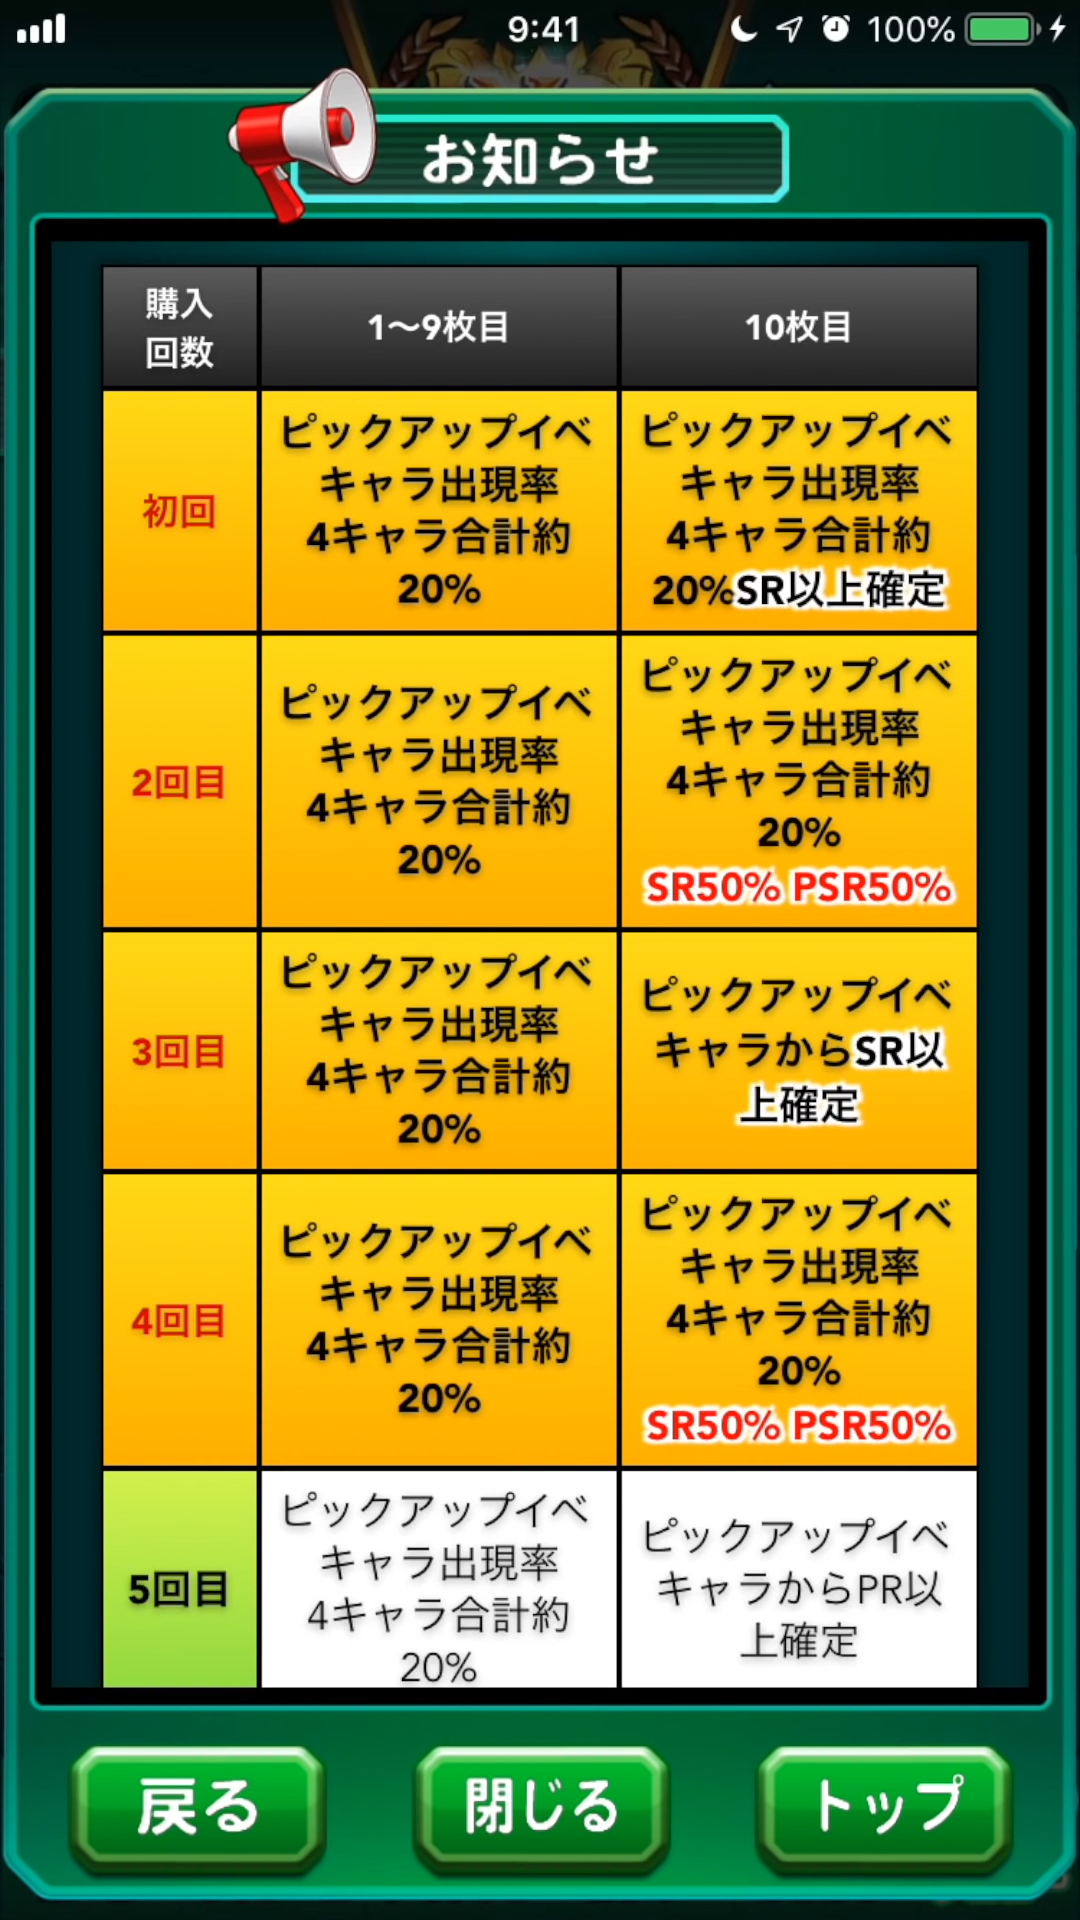 9:41
100%
お知らせ
購入
回数
1〜9枚目
10枚目
初回
ピックアップイベ
キャラ出現率
4キャラ合計約
20%
ピックアップイベ
キャラ出現率
4キャラ合計約
20%SR以上確定
2回目
ピックアップイベ
キャラ出現率
4キャラ合計約
20%
ピックアップイベ
キャラ出現率
4キャラ合計約
20%
SR50% PSR50%
3回目
ピックアップイベ
キャラ出現率
4キャラ合計約
20%
ピックアップイベ
キャラからSR以
上確定
4回目
ピックアップイベ
キャラ出現率
4キャラ合計約
20%
ピックアップイベ
キャラ出現率
4キャラ合計約
20%
SR50% PSR50%
5回目
ピックアップイベ
キャラ出現率
4キャラ合計約
20%
ピックアップイベ
キャラからPR以
上確定
戻る
閉じる
トップ